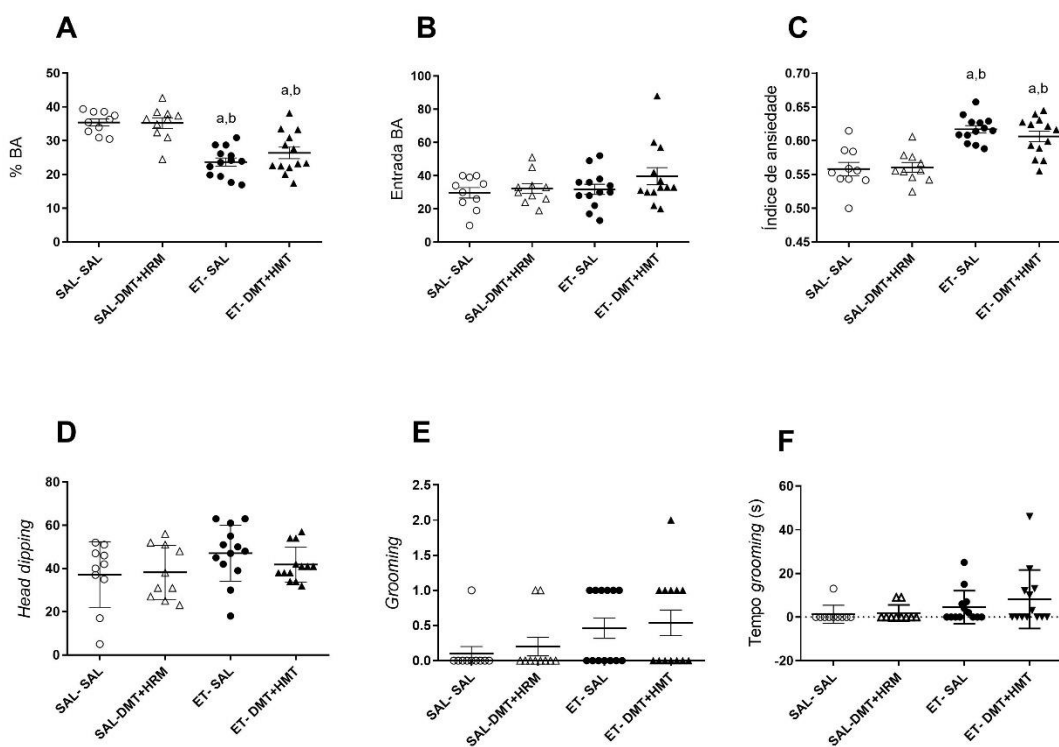 A
% BA
50
40
30
20
10
0
a,b
a,b
SAL- SAL
SAL-DMT+HRM
ET- SAL
ET- DMT+HMT
B
Entrada BA
100
80
60
40
20
0
SAL- SAL
SAL-DMT+HRM
ET- SAL
ET- DMT+HMT
C
Índice de ansiedade
0.70
0.65
0.60
0.55
0.50
0.45
a,b
a,b
SAL- SAL
SAL-DMT+HRM
ET- SAL
ET- DMT+HMT
D
Head dipping
80
60
40
20
0
SAL- SAL
SAL-DMT+HRM
ET- SAL
ET- DMT+HMT
E
Grooming
2.5
2.0
1.5
1.0
0.5
0.0
SAL- SAL
SAL-DMT+HRM
ET- SAL
ET- DMT+HMT
F
Tempo grooming (s)
60
40
20
0
-20
SAL- SAL
SAL-DMT+HRM
ET- SAL
ET- DMT+HMT